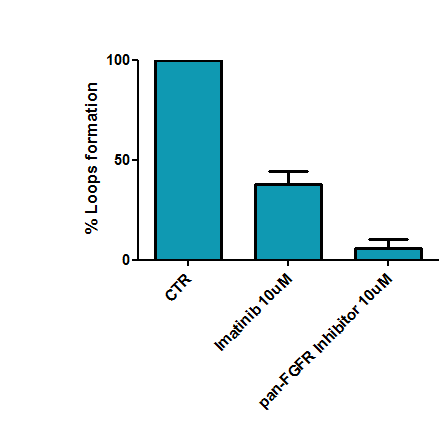 100
50
0
% Loops formation
CTR
Imatinib 10uM
pan-FGFR Inhibitor 10uM